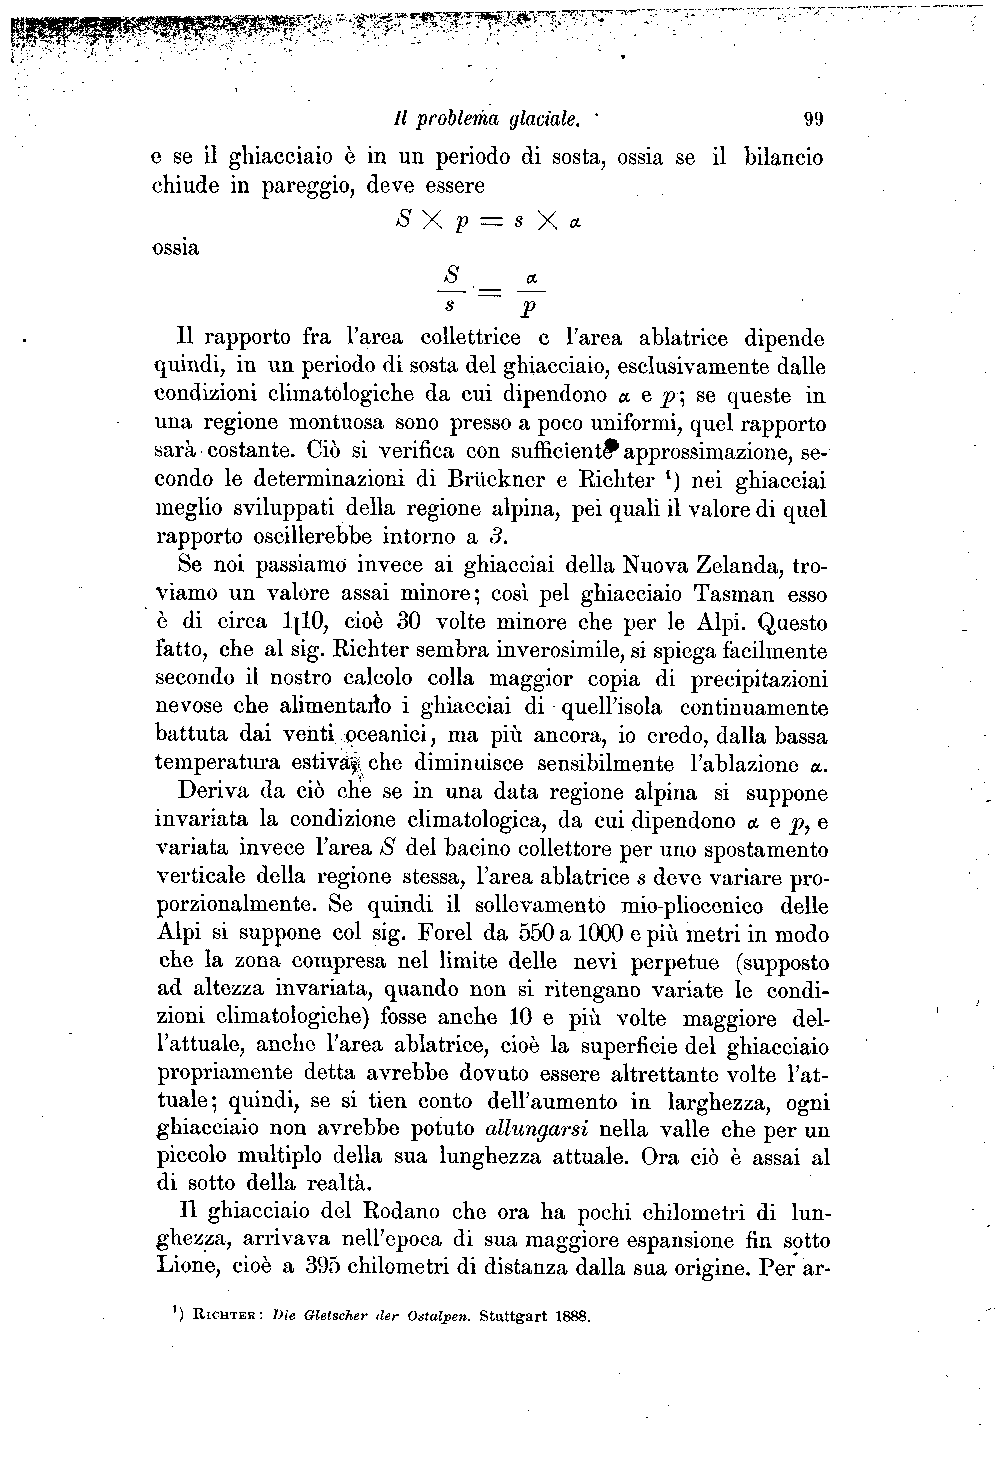 Il problema glaciale. 99
e se il ghiacciaio è in un periodo di sosta, ossia se il bilancio
chiude in pareggio, deve essere
S × p = s × α
ossia
S/s = α/p
Il rapporto fra l'area collettrice e l'area ablatrice dipende
quindi, in un periodo di sosta del ghiacciaio, esclusivamente dalle
condizioni climatologiche da cui dipendono α e p; se queste in
una regione montuosa sono presso a poco uniformi, quel rapporto
sarà costante. Ciò si verifica con sufficiente approssimazione, se-
condo le determinazioni di Brückner e Richter ¹) nei ghiacciai
meglio sviluppati della regione alpina, pei quali il valore di quel
rapporto oscillerebbe intorno a 3.
Se noi passiamo invece ai ghiacciai della Nuova Zelanda, tro-
viamo un valore assai minore; così pel ghiacciaio Tasman esso
è di circa 1|10, cioè 30 volte minore che per le Alpi. Questo
fatto, che al sig. Richter sembra inverosimile, si spiega facilmente
secondo il nostro calcolo colla maggior copia di precipitazioni
nevose che alimentano i ghiacciai di quell'isola continuamente
battuta dai venti oceanici, ma più ancora, io credo, dalla bassa
temperatura estiva, che diminuisce sensibilmente l'ablazione α.
Deriva da ciò che se in una data regione alpina si suppone
invariata la condizione climatologica, da cui dipendono α e p, e
variata invece l'area S del bacino collettore per uno spostamento
verticale della regione stessa, l'area ablatrice s deve variare pro-
porzionalmente. Se quindi il sollevamento mio-pliocenico delle
Alpi si suppone col sig. Forel da 550 a 1000 e più metri in modo
che la zona compresa nel limite delle nevi perpetue (supposto
ad altezza invariata, quando non si ritengano variate le condi-
zioni climatologiche) fosse anche 10 e più volte maggiore del-
l'attuale, anche l'area ablatrice, cioè la superficie del ghiacciaio
propriamente detta avrebbe dovuto essere altrettante volte l'at-
tuale; quindi, se si tien conto dell'aumento in larghezza, ogni
ghiacciaio non avrebbe potuto allungarsi nella valle che per un
piccolo multiplo della sua lunghezza attuale. Ora ciò è assai al
di sotto della realtà.
Il ghiacciaio del Rodano che ora ha pochi chilometri di lun-
ghezza, arrivava nell'epoca di sua maggiore espansione fin sotto
Lione, cioè a 395 chilometri di distanza dalla sua origine. Per ar-
¹) RICHTER: Die Gletscher der Ostalpen. Stuttgart 1888.